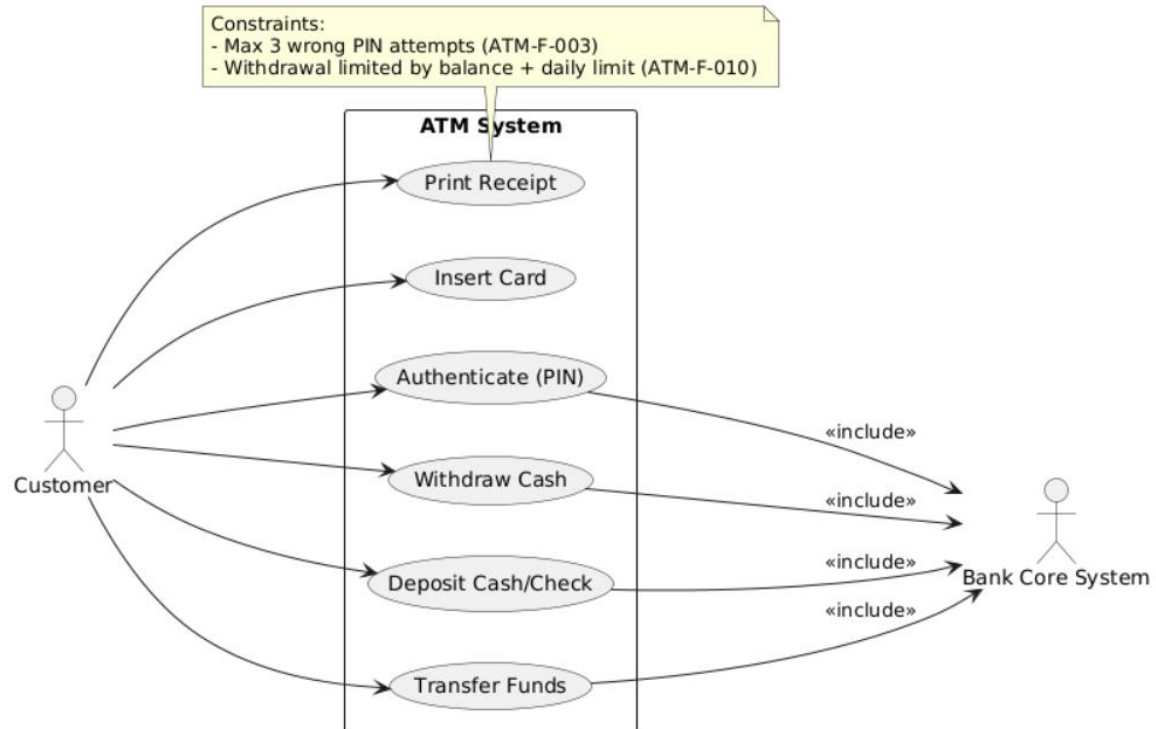 Constraints:
- Max 3 wrong PIN attempts (ATM-F-003)
- Withdrawal limited by balance + daily limit (ATM-F-010)
ATM System
Print Receipt
Insert Card
Authenticate (PIN)
«include»
Withdraw Cash
Customer
«include»
Deposit Cash/Check
«include»
Bank Core System
«include»
Transfer Funds